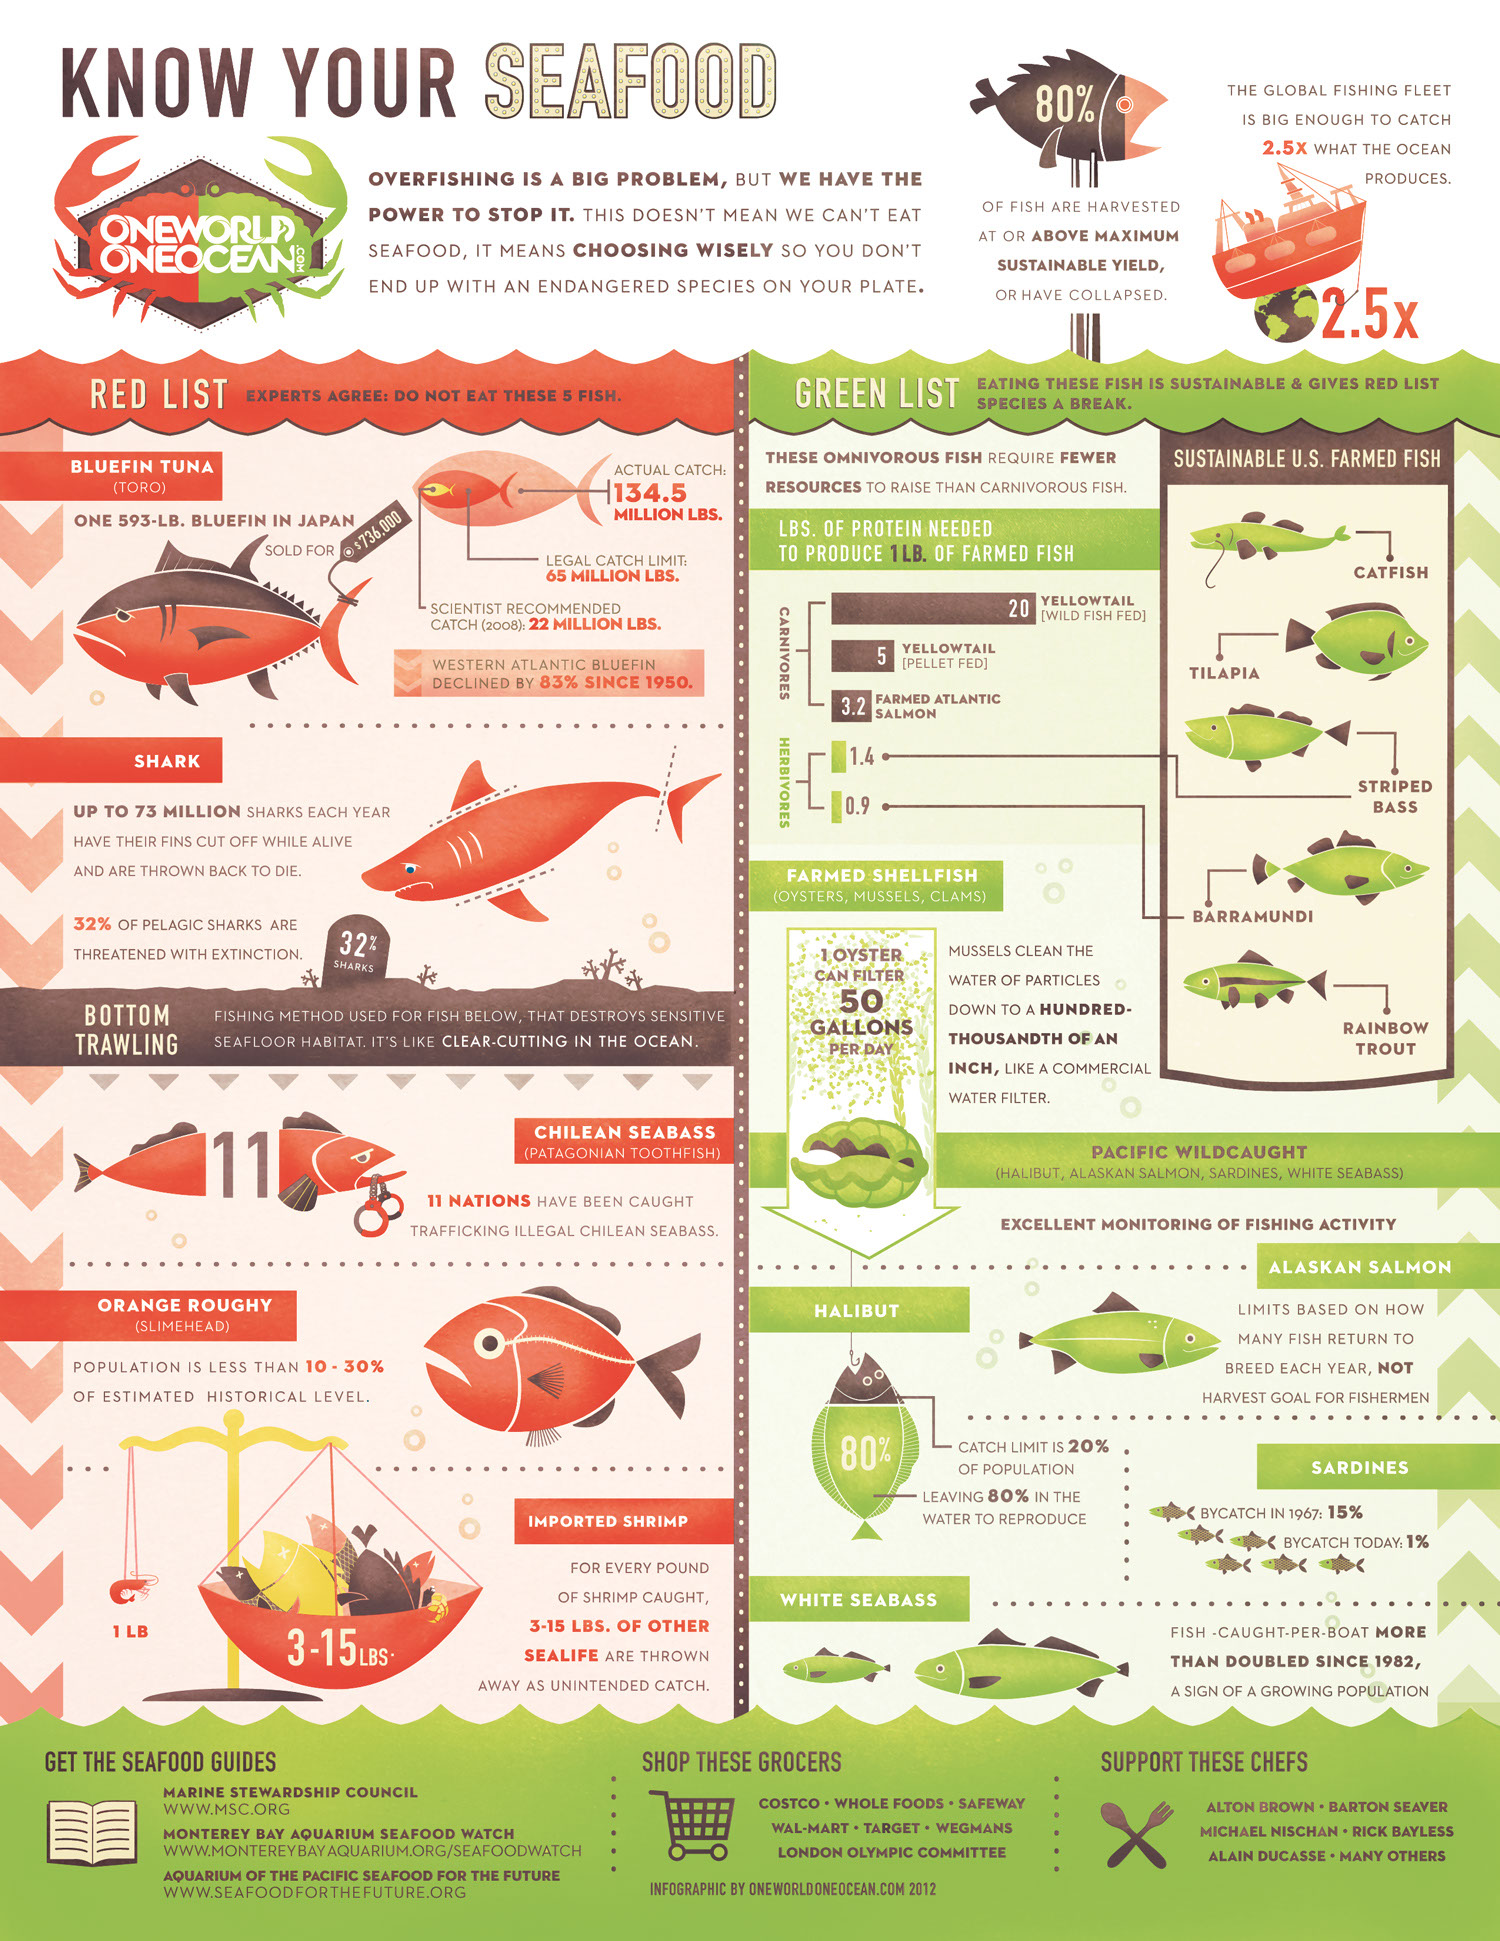 KNOW YOUR SEAFOOD
ONEWORLD
ONEOCEAN.COM
OVERFISHING IS A BIG PROBLEM, BUT WE HAVE THE
POWER TO STOP IT. THIS DOESN'T MEAN WE CAN'T EAT
SEAFOOD, IT MEANS CHOOSING WISELY SO YOU DON'T
END UP WITH AN ENDANGERED SPECIES ON YOUR PLATE.
80%
OF FISH ARE HARVESTED
AT OR ABOVE MAXIMUM
SUSTAINABLE YIELD,
OR HAVE COLLAPSED.
THE GLOBAL FISHING FLEET
IS BIG ENOUGH TO CATCH
2.5X WHAT THE OCEAN
PRODUCES.
2.5X
RED LIST
EXPERTS AGREE: DO NOT EAT THESE 5 FISH.
BLUEFIN TUNA
(TORO)
ONE 593-LB. BLUEFIN IN JAPAN
SOLD FOR
$736,000
ACTUAL CATCH:
134.5
MILLION LBS.
LEGAL CATCH LIMIT:
65 MILLION LBS.
SCIENTIST RECOMMENDED
CATCH (2008): 22 MILLION LBS.
WESTERN ATLANTIC BLUEFIN
DECLINED BY 83% SINCE 1950.
SHARK
UP TO 73 MILLION SHARKS EACH YEAR
HAVE THEIR FINS CUT OFF WHILE ALIVE
AND ARE THROWN BACK TO DIE.
32% OF PELAGIC SHARKS ARE
THREATENED WITH EXTINCTION.
32%
SHARKS
BOTTOM
TRAWLING
FISHING METHOD USED FOR FISH BELOW, THAT DESTROYS SENSITIVE
SEAFLOOR HABITAT. IT'S LIKE CLEAR-CUTTING IN THE OCEAN.
11
CHILEAN SEABASS
(PATAGONIAN TOOTHFISH)
11 NATIONS HAVE BEEN CAUGHT
TRAFFICKING ILLEGAL CHILEAN SEABASS.
ORANGE ROUGHY
(SLIMEHEAD)
POPULATION IS LESS THAN 10 - 30%
OF ESTIMATED HISTORICAL LEVEL.
IMPORTED SHRIMP
FOR EVERY POUND
OF SHRIMP CAUGHT,
3-15 LBS. OF OTHER
SEALIFE ARE THROWN
AWAY AS UNINTENDED CATCH.
1 LB
3-15 LBS.
GREEN LIST
EATING THESE FISH IS SUSTAINABLE & GIVES RED LIST
SPECIES A BREAK.
THESE OMNIVOROUS FISH REQUIRE FEWER
RESOURCES TO RAISE THAN CARNIVOROUS FISH.
LBS. OF PROTEIN NEEDED
TO PRODUCE 1 LB. OF FARMED FISH
CARNIVORES
20
YELLOWTAIL
[WILD FISH FED]
5
YELLOWTAIL
[PELLET FED]
3.2
FARMED ATLANTIC
SALMON
HERBIVORES
1.4
0.9
SUSTAINABLE U.S. FARMED FISH
CATFISH
TILAPIA
STRIPED
BASS
BARRAMUNDI
RAINBOW
TROUT
FARMED SHELLFISH
(OYSTERS, MUSSELS, CLAMS)
1 OYSTER
CAN FILTER
50
GALLONS
PER DAY
MUSSELS CLEAN THE
WATER OF PARTICLES
DOWN TO A HUNDRED-
THOUSANDTH OF AN
INCH, LIKE A COMMERCIAL
WATER FILTER.
PACIFIC WILDCAUGHT
(HALIBUT, ALASKAN SALMON, SARDINES, WHITE SEABASS)
EXCELLENT MONITORING OF FISHING ACTIVITY
HALIBUT
80%
CATCH LIMIT IS 20%
OF POPULATION
LEAVING 80% IN THE
WATER TO REPRODUCE
ALASKAN SALMON
LIMITS BASED ON HOW
MANY FISH RETURN TO
BREED EACH YEAR, NOT
HARVEST GOAL FOR FISHERMEN
SARDINES
BYCATCH IN 1967: 15%
BYCATCH TODAY: 1%
WHITE SEABASS
FISH -CAUGHT-PER-BOAT MORE
THAN DOUBLED SINCE 1982,
A SIGN OF A GROWING POPULATION
GET THE SEAFOOD GUIDES
MARINE STEWARDSHIP COUNCIL
WWW.MSC.ORG
MONTEREY BAY AQUARIUM SEAFOOD WATCH
WWW.MONTEREYBAYAQUARIUM.ORG/SEAFOODWATCH
AQUARIUM OF THE PACIFIC SEAFOOD FOR THE FUTURE
WWW.SEAFOODFORTHEFUTURE.ORG
SHOP THESE GROCERS
COSTCO • WHOLE FOODS • SAFEWAY
WAL-MART • TARGET • WEGMANS
LONDON OLYMPIC COMMITTEE
INFOGRAPHIC BY ONEWORLDONEOCEAN.COM 2012
SUPPORT THESE CHEFS
ALTON BROWN • BARTON SEAVER
MICHAEL NISCHAN • RICK BAYLESS
ALAIN DUCASSE • MANY OTHERS